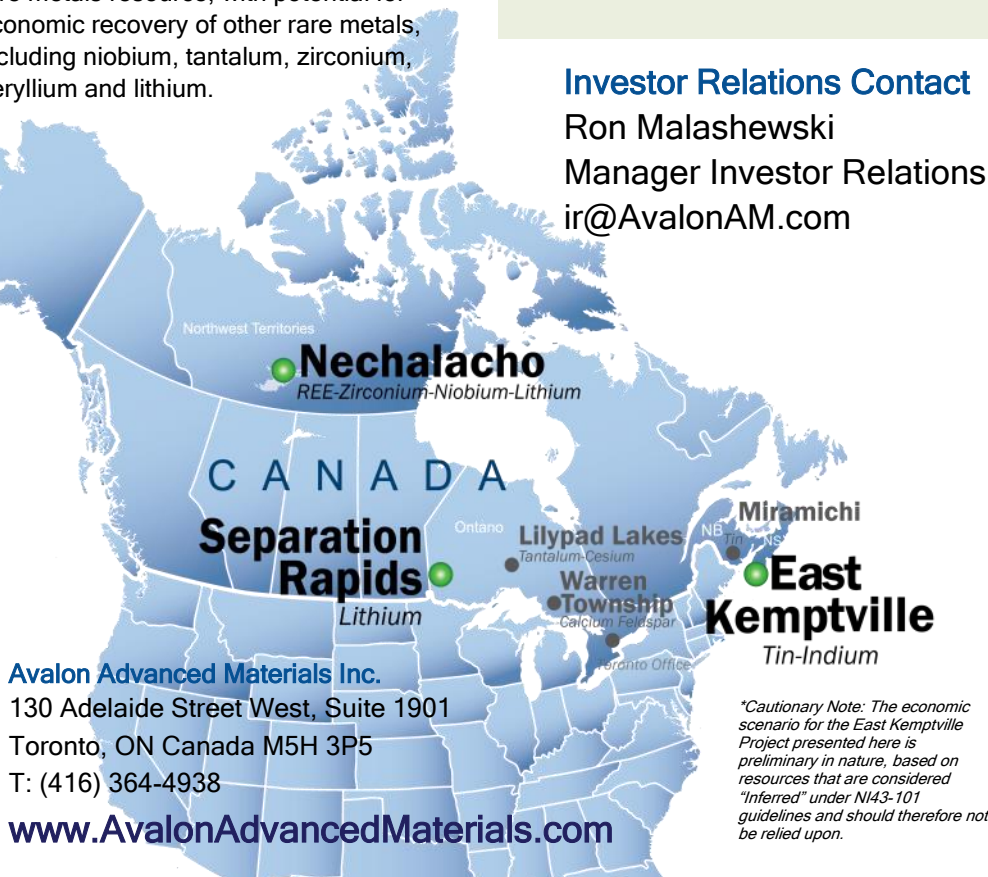 conomic recovery of other rare metals,
cluding niobium, tantalum, zirconium,
eryllium and lithium.
Investor Relations Contact
Ron Malashewski
Manager Investor Relations
ir@AvalonAM.com
Northwest Territories
Nechalacho
REE-Zirconium-Niobium-Lithium
CANADA
Separation
Rapids
Lithium
Ontario
Lilypad Lakes
Tantalum-Cesium
Warren
Township
Calcium Feldspar
Toronto Office
NB
Miramichi
Tin
NS
East
Kemptville
Tin-Indium
Avalon Advanced Materials Inc.
130 Adelaide Street West, Suite 1901
Toronto, ON Canada M5H 3P5
T: (416) 364-4938
www.AvalonAdvancedMaterials.com
*Cautionary Note: The economic
scenario for the East Kemptville
Project presented here is
preliminary in nature, based on
resources that are considered
"Inferred" under NI43-101
guidelines and should therefore not
be relied upon.